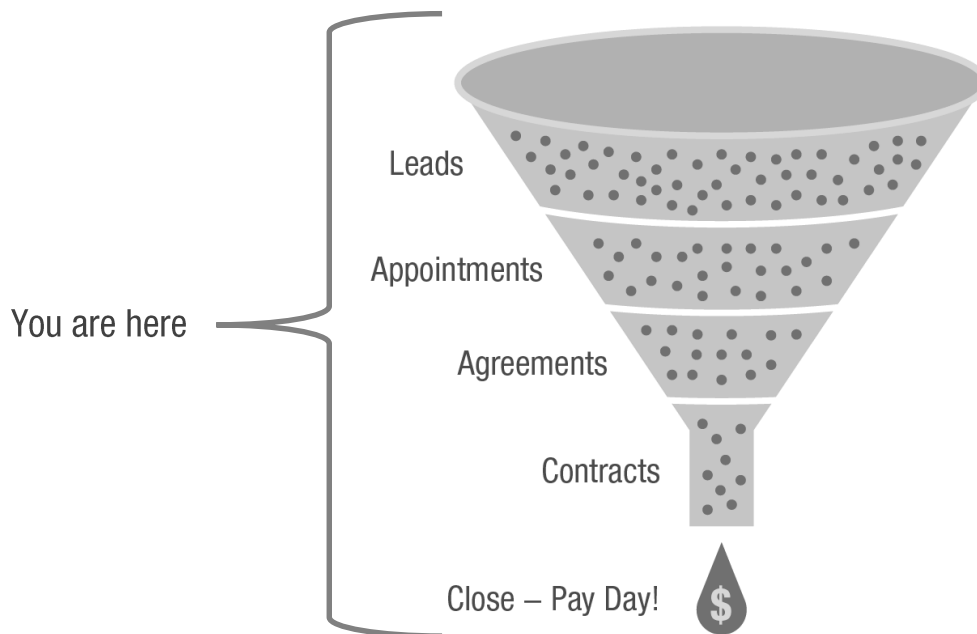 Leads
Appointments
You are here
Agreements
Contracts
Close – Pay Day!
$